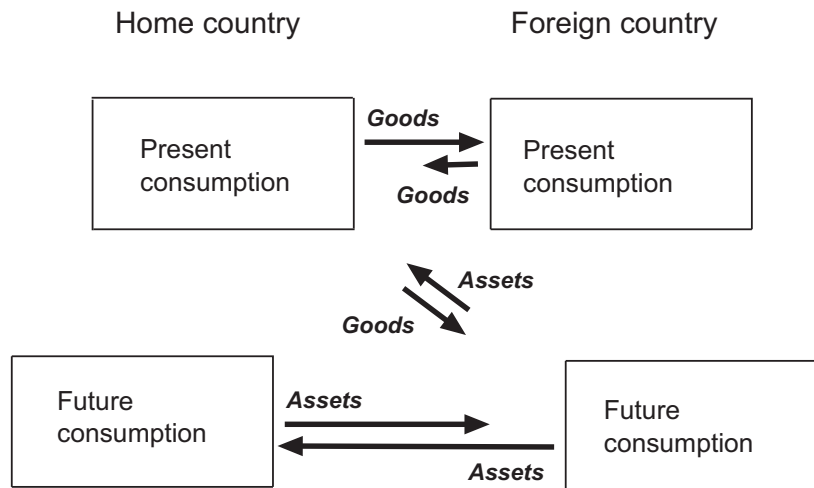 Home country
Foreign country
Goods
Present
consumption
Present
consumption
Goods
Assets
Goods
Future
consumption
Assets
Future
consumption
Assets